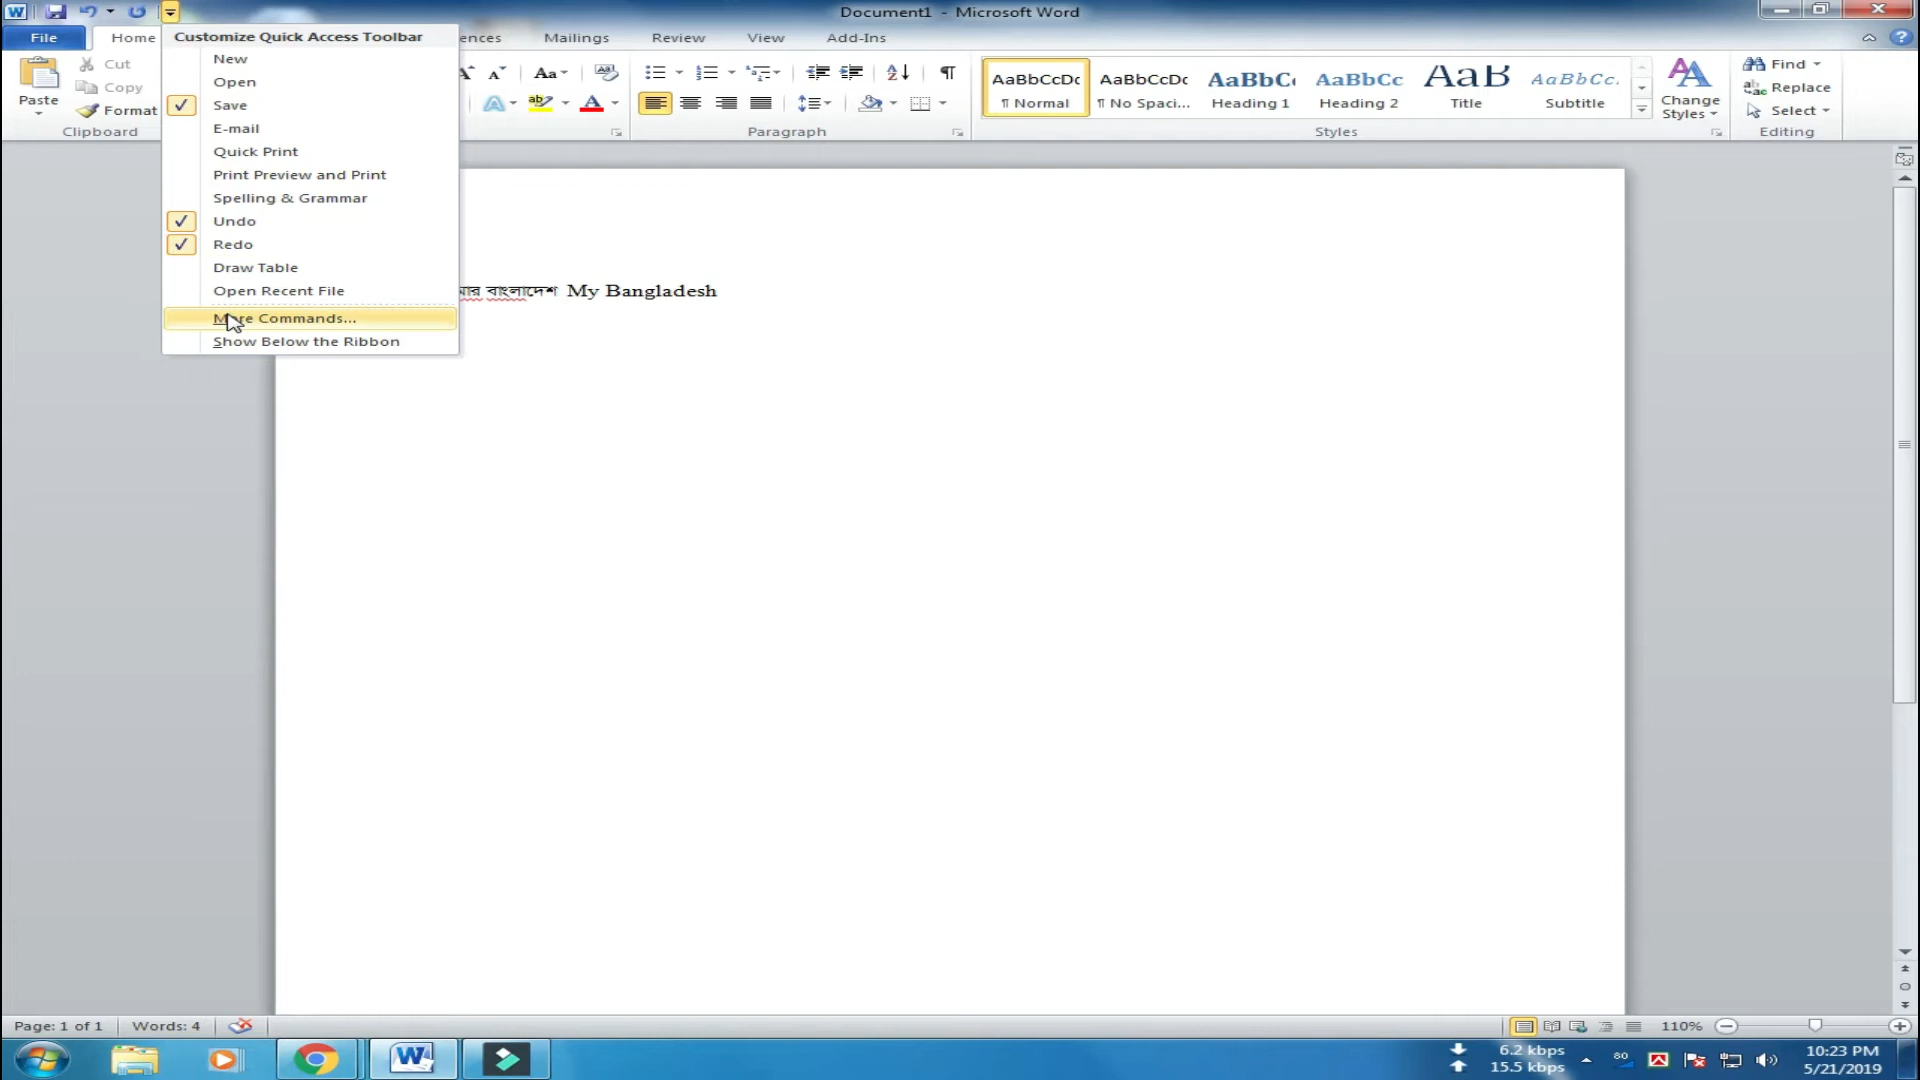 Document1 - Microsoft Word
File
Home
ences
Mailings
Review
View
Add-Ins
Customize Quick Access Toolbar
New
Open
Save
E-mail
Quick Print
Print Preview and Print
Spelling & Grammar
Undo
Redo
Draw Table
Open Recent File
More Commands...
Show Below the Ribbon
Paste
Cut
Copy
Format
Clipboard
Aa
Paragraph
AaBbCcDc
¶ Normal
AaBbCcDc
¶ No Spaci...
AaBbC
Heading 1
AaBbCc
Heading 2
AaB
Title
AaBbCc.
Subtitle
Change
Styles
Styles
Find
Replace
Select
Editing
মার বাংলাদেশ My Bangladesh
Page: 1 of 1
Words: 4
110%
6.2 kbps
15.5 kbps
80
10:23 PM
5/21/2019